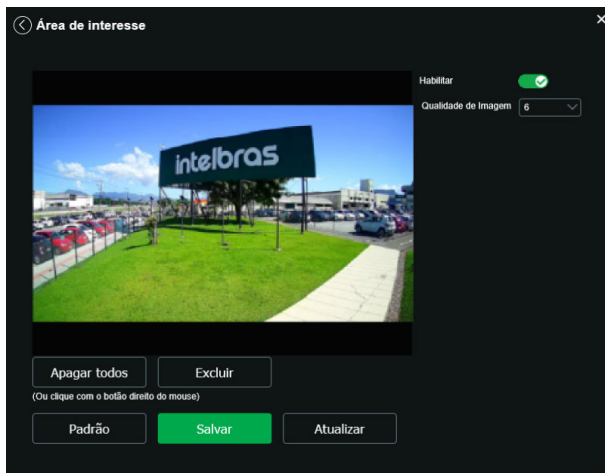 Área de interesse
Habilitar
Qualidade de Imagem 6
intelbras
Apagar todos Excluir
(Ou clique com o botão direito do mouse)
Padrão Salvar Atualizar